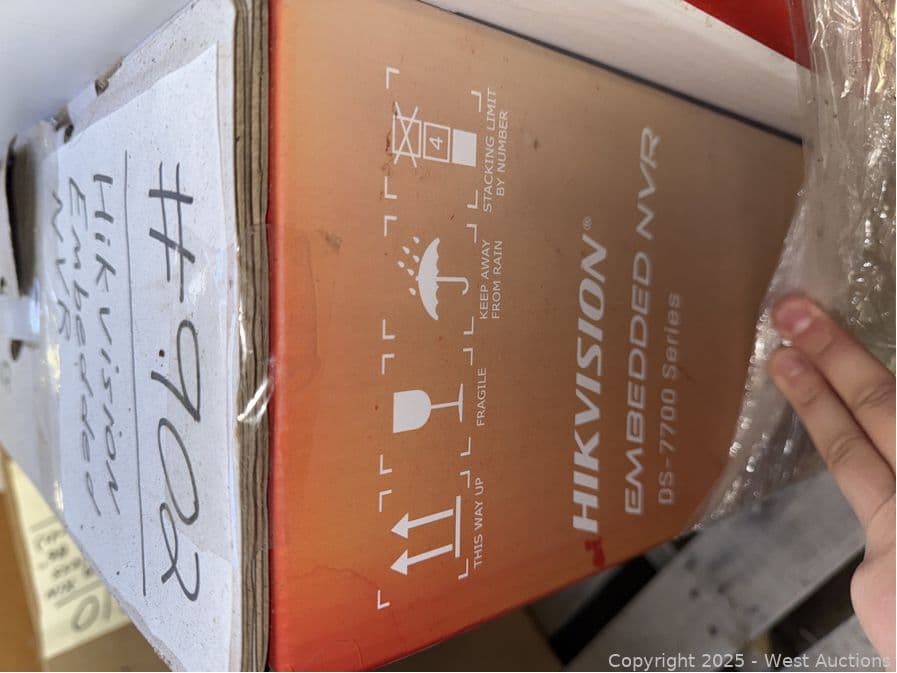 #902
Hikvision
Embedded
NVR
4
STACKING LIMIT
BY NUMBER
KEEP AWAY
FROM RAIN
FRAGILE
THIS WAY UP
HIKVISION®
EMBEDDED NVR
DS-7700 Series
Copyright 2025 - West Auctions